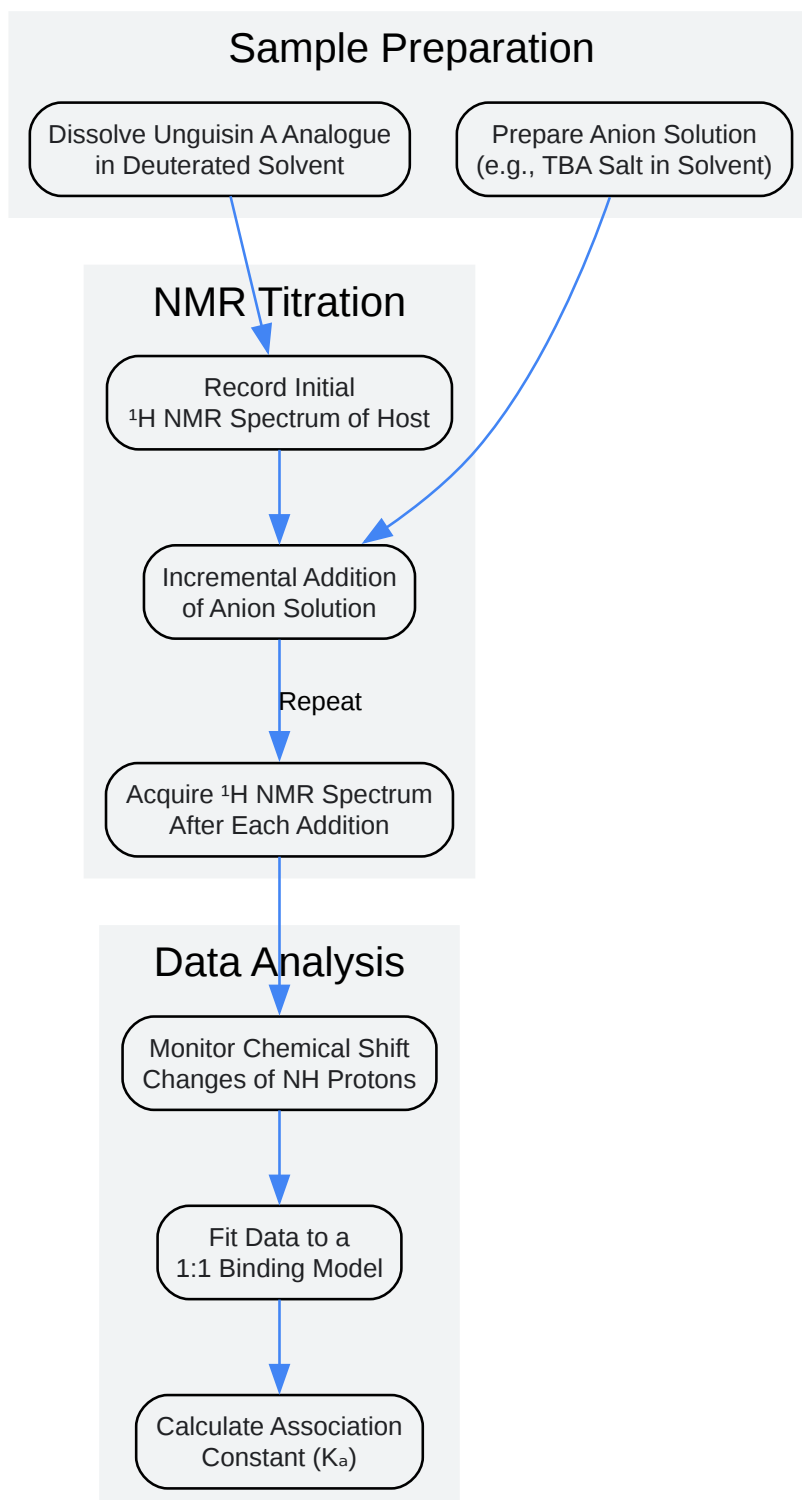 Sample Preparation
Dissolve Unguisin A Analogue
in Deuterated Solvent
Prepare Anion Solution
(e.g., TBA Salt in Solvent)
NMR Titration
Record Initial
¹H NMR Spectrum of Host
Incremental Addition
of Anion Solution
Repeat
Acquire ¹H NMR Spectrum
After Each Addition
Data Analysis
Monitor Chemical Shift
Changes of NH Protons
Fit Data to a
1:1 Binding Model
Calculate Association
Constant (Kₐ)